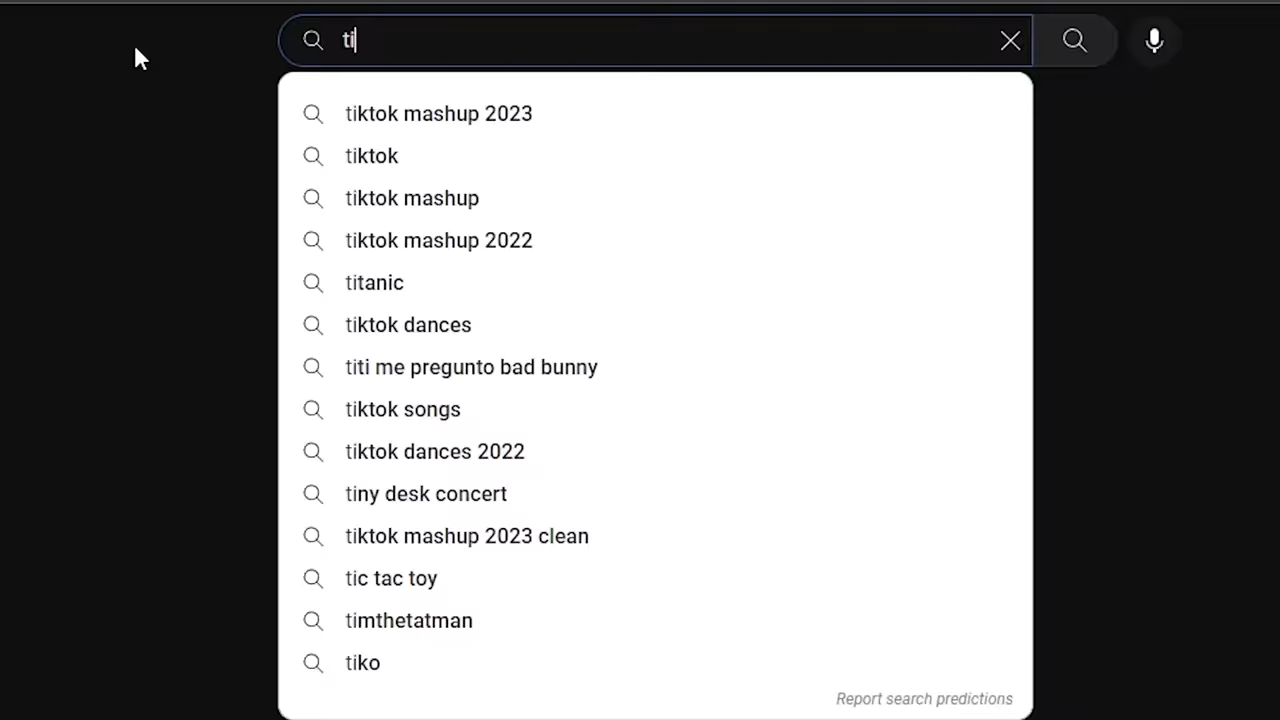 ti
tiktok mashup 2023
tiktok
tiktok mashup
tiktok mashup 2022
titanic
tiktok dances
titi me pregunto bad bunny
tiktok songs
tiktok dances 2022
tiny desk concert
tiktok mashup 2023 clean
tic tac toy
timthetatman
tiko
Report search predictions